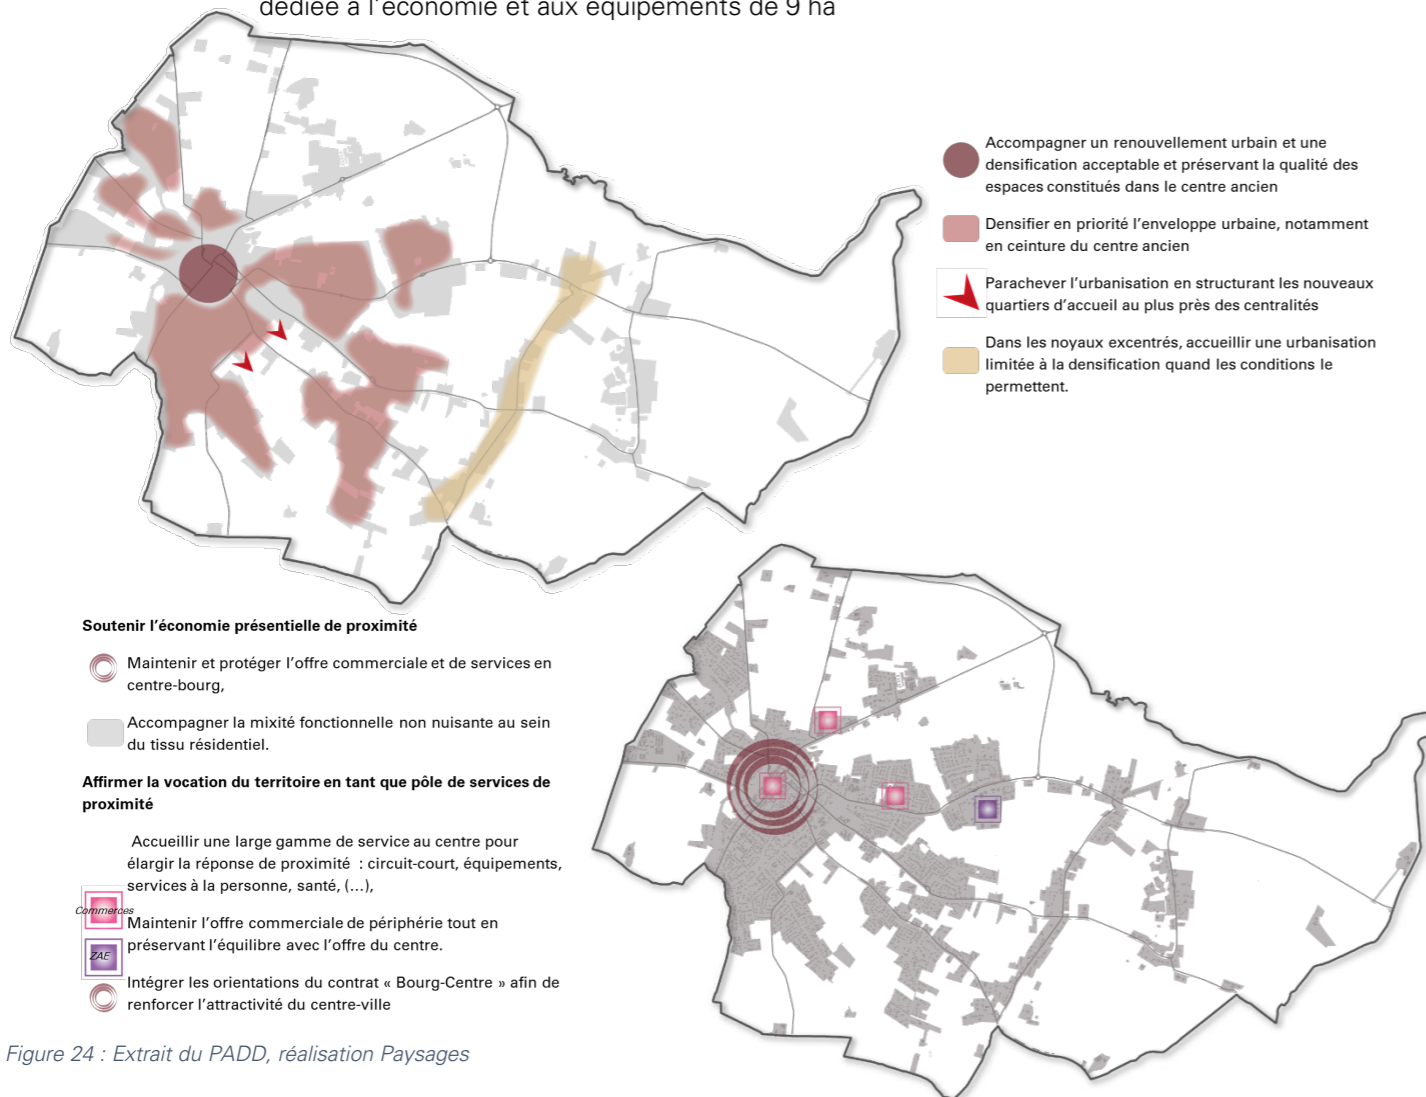 dédiée à l’économie et aux équipements de 9 ha
Accompagner un renouvellement urbain et une
densification acceptable et préservant la qualité des
espaces constitués dans le centre ancien
Densifier en priorité l’enveloppe urbaine, notamment
en ceinture du centre ancien
Parachever l’urbanisation en structurant les nouveaux
quartiers d’accueil au plus près des centralités
Dans les noyaux excentrés, accueillir une urbanisation
limitée à la densification quand les conditions le
permettent.
Soutenir l’économie présentielle de proximité
Maintenir et protéger l’offre commerciale et de services en
centre-bourg,
Accompagner la mixité fonctionnelle non nuisante au sein
du tissu résidentiel.
Affirmer la vocation du territoire en tant que pôle de services de
proximité
Accueillir une large gamme de service au centre pour
élargir la réponse de proximité : circuit-court, équipements,
services à la personne, santé, (…),
Commerces
Maintenir l’offre commerciale de périphérie tout en
préservant l’équilibre avec l’offre du centre.
ZAE
Intégrer les orientations du contrat « Bourg-Centre » afin de
renforcer l’attractivité du centre-ville
Figure 24 : Extrait du PADD, réalisation Paysages